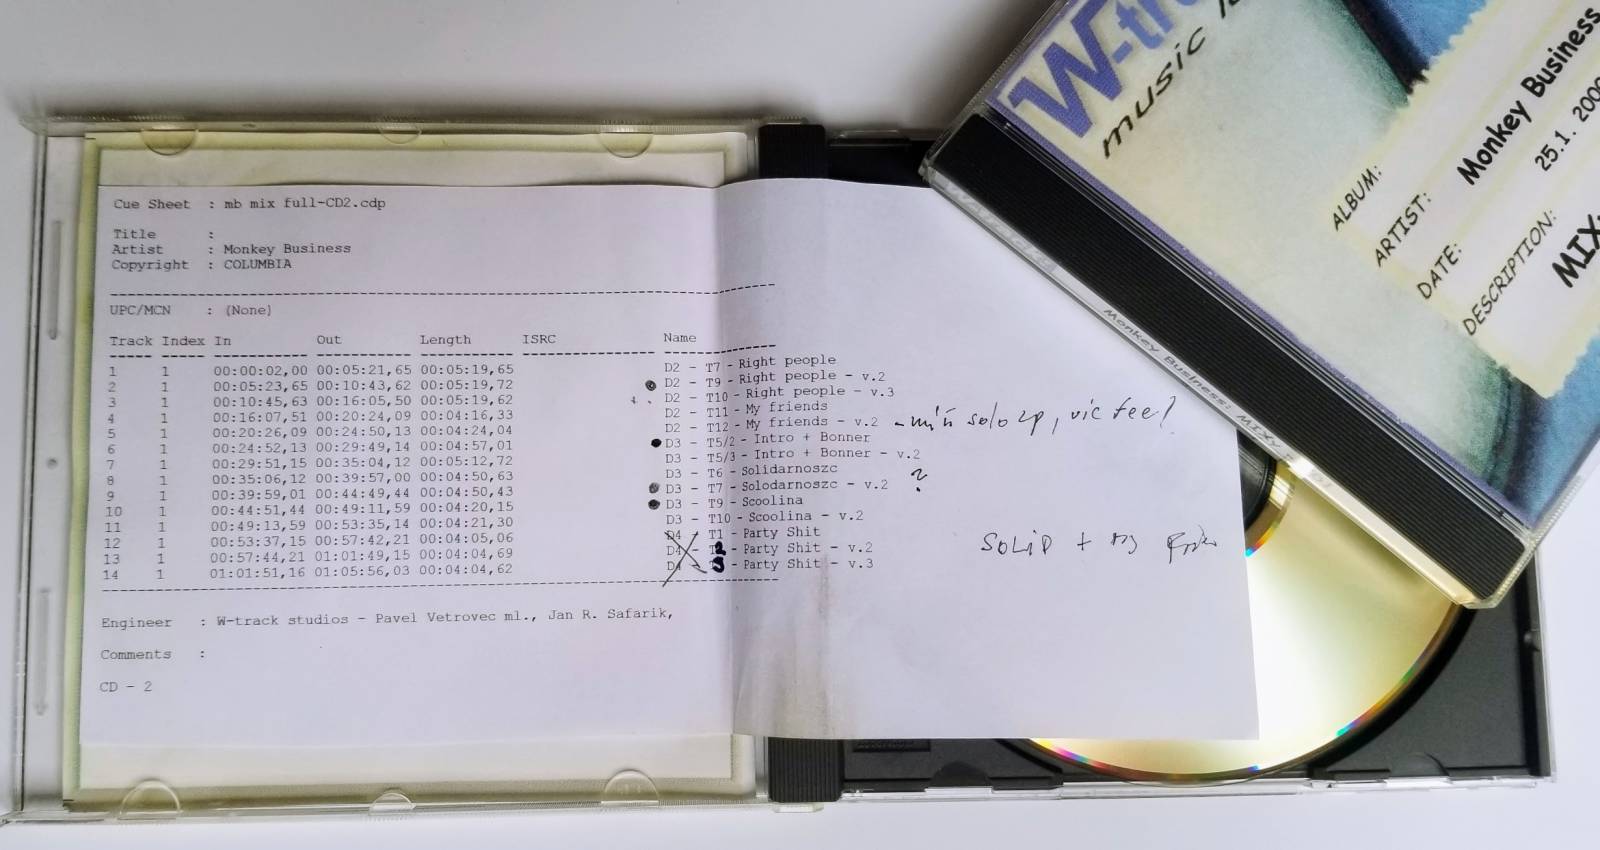 Cue Sheet : mb mix full-CD2.cdp
Title :
Artist : Monkey Business
Copyright : COLUMBIA
UPC/MCN : (None)
Track Index In Out Length ISRC Name
1 1 00:00:02,00 00:05:21,65 00:05:19,65 D2 - T7 - Right people
2 1 00:05:23,65 00:10:43,62 00:05:19,72 D2 - T9 - Right people - v.2
3 1 00:10:45,63 00:16:05,50 00:05:19,62 D2 - T10 - Right people - v.3
4 1 00:16:07,51 00:20:24,09 00:04:16,33 D2 - T11 - My friends
5 1 00:20:26,09 00:24:50,13 00:04:24,04 D2 - T12 - My friends - v.2 - míň solo zp, víc feel?
6 1 00:24:52,13 00:29:49,14 00:04:57,01 D3 - T5/2 - Intro + Bonner
7 1 00:29:51,15 00:35:04,12 00:05:12,72 D3 - T5/3 - Intro + Bonner - v.2
8 1 00:35:06,12 00:39:57,00 00:04:50,63 D3 - T6 - Solidarnoszc
9 1 00:39:59,01 00:44:49,44 00:04:50,43 D3 - T7 - Solodarnoszc - v.2 ?
10 1 00:44:51,44 00:49:11,59 00:04:20,15 D3 - T9 - Scoolina
11 1 00:49:13,59 00:53:35,14 00:04:21,30 D3 - T10 - Scoolina - v.2
12 1 00:53:37,15 00:57:42,21 00:04:05,06 D4 - T1 - Party Shit
13 1 00:57:44,21 01:01:49,15 00:04:04,69 D4 - T2 - Party Shit - v.2
14 1 01:01:51,16 01:05:56,03 00:04:04,62 D4 - T3 - Party Shit - v.3
SOLID +
Engineer : W-track studios - Pavel Vetrovec ml., Jan R. Safarik,
Comments :
CD - 2
W-tr
music
ALBUM:
ARTIST: Monkey Business
DATE: 25.1. 2000
DESCRIPTION: MIX
Monkey Business: MIXY